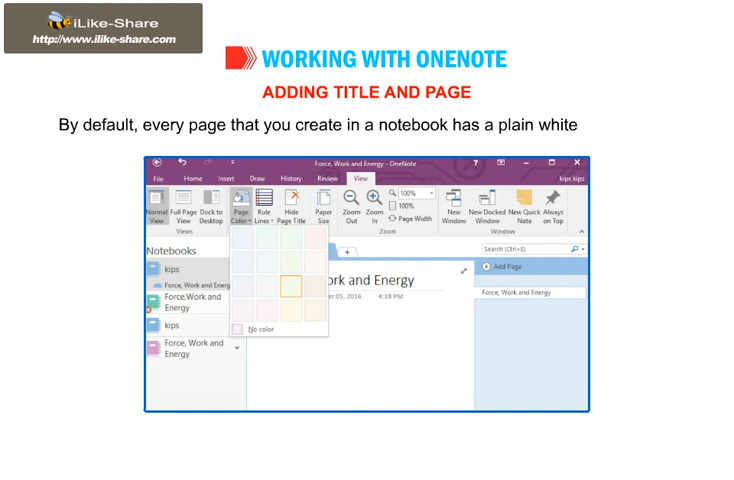 iLike-Share
http://www.ilike-share.com
WORKING WITH ONENOTE
ADDING TITLE AND PAGE
By default, every page that you create in a notebook has a plain white
Force, Work and Energy - OneNote
File Home Insert Draw History Review View kips kips
Normal View
Full Page View
Dock to Desktop
Page Color
Rule Lines
Hide Page Title
Paper Size
Zoom Out
Zoom In
100%
100%
Page Width
New Window
New Docked Window
New Quick Note
Always on Top
Views Zoom Window
Notebooks
Search (Ctrl+E)
kips
Add Page
Force, Work and Energ
ork and Energy
Force,Work and Energy
er 05, 2016 4:18 PM
Force, Work and Energy
kips
No color
Force, Work and Energy